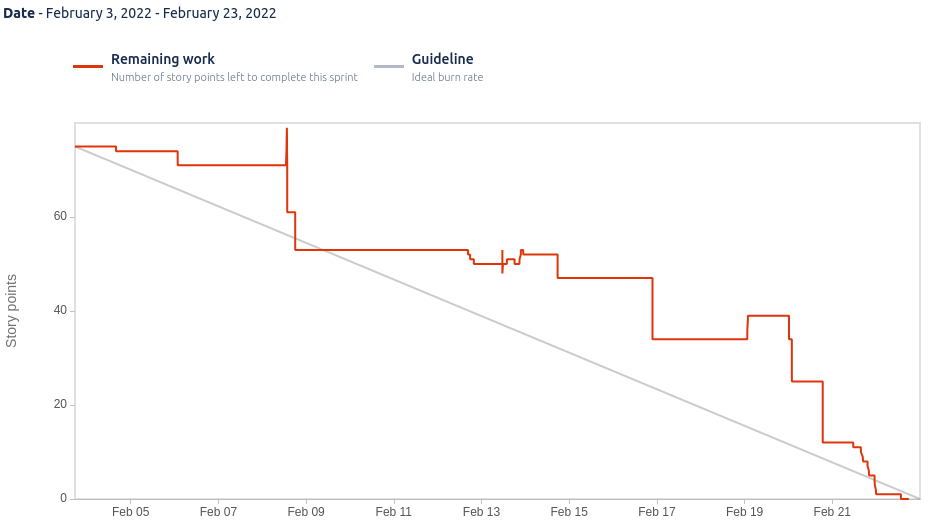 Date - February 3, 2022 - February 23, 2022
Remaining work
Number of story points left to complete this sprint
Guideline
Ideal burn rate
Story points
60
40
20
0
Feb 05 Feb 07 Feb 09 Feb 11 Feb 13 Feb 15 Feb 17 Feb 19 Feb 21